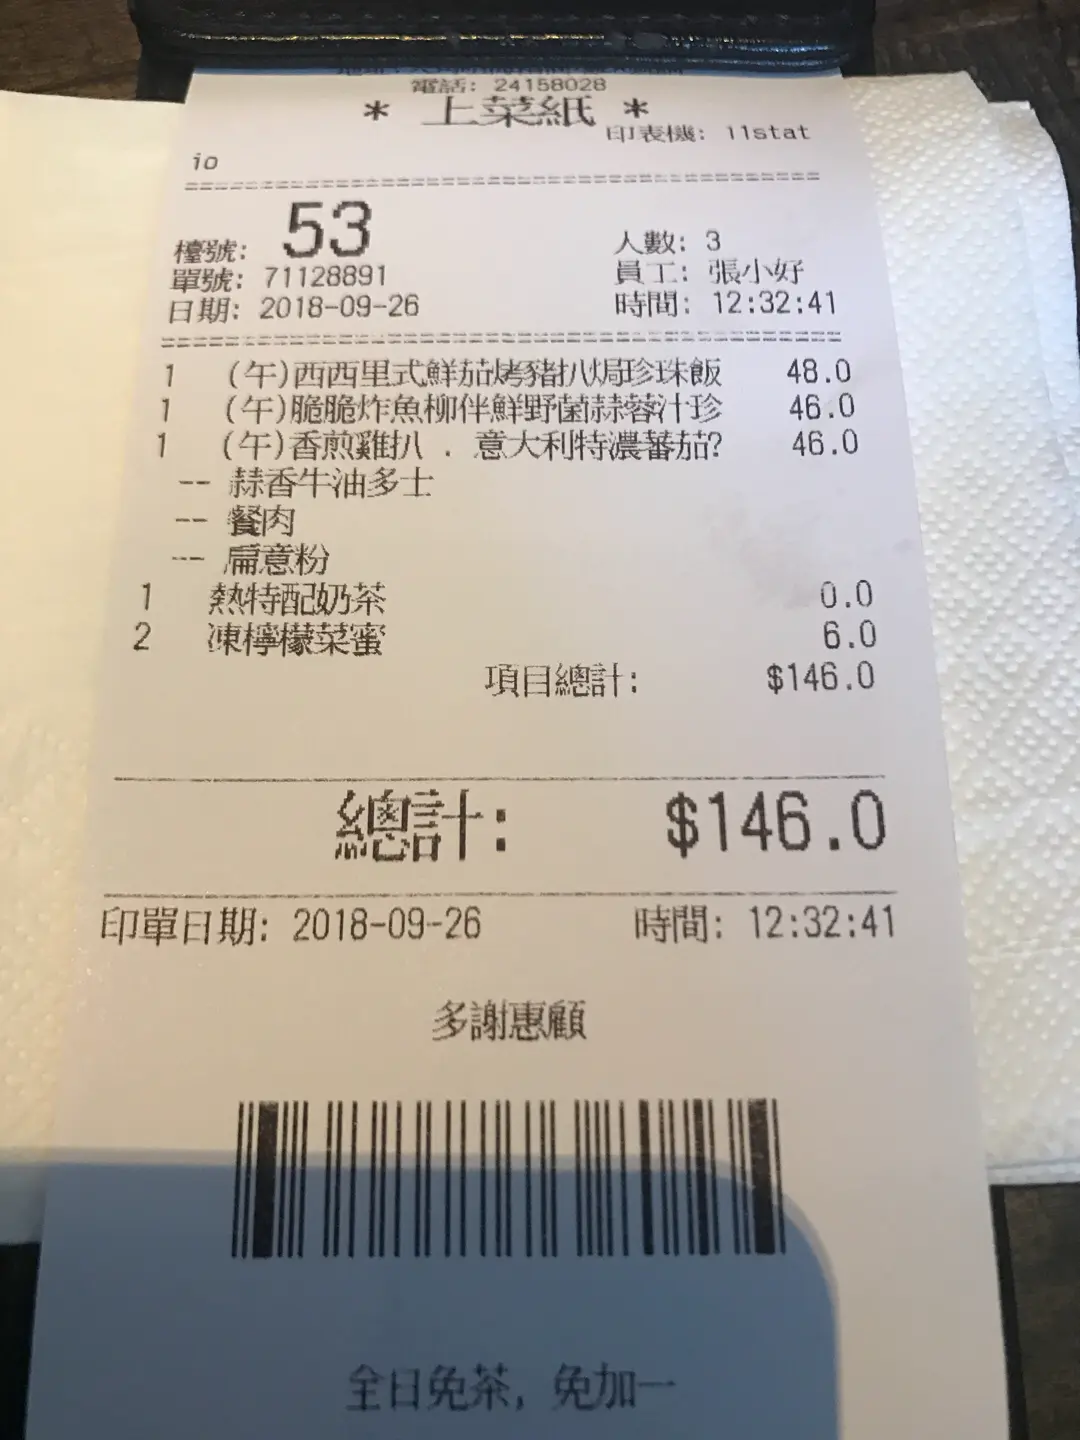 電話: 24158028
* 上菜紙 *
印表機: 11stat
io
檯號: 53
人數: 3
單號: 71128891
員工: 張小好
日期: 2018-09-26
時間: 12:32:41
1 (午)西西里式鮮茄烤豬扒焗珍珠飯 48.0
1 (午)脆脆炸魚柳伴鮮野菌蒜蓉汁珍 46.0
1 (午)香煎雞扒 . 意大利特濃蕃茄? 46.0
-- 蒜香牛油多士
-- 餐肉
-- 扁意粉
1 熱特配奶茶 0.0
2 凍檸檬菜蜜 6.0
項目總計: $146.0
總計: $146.0
印單日期: 2018-09-26 時間: 12:32:41
多謝惠顧
全日免茶, 免加一